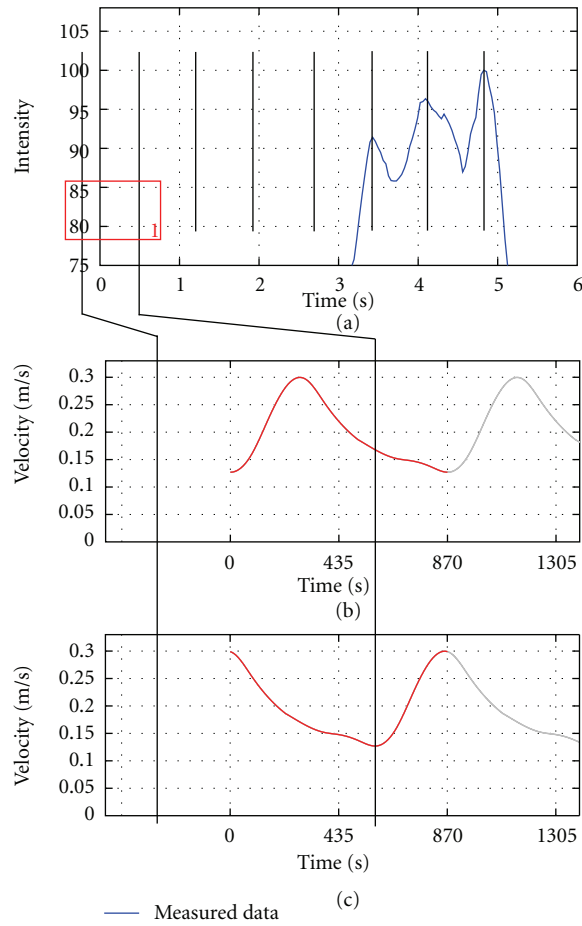 105
100
95
90
85
80
75
Intensity
1
0 1 2 3 4 5 6
Time (s)
(a)
0.3
0.25
0.2
0.15
0.1
0.05
0
Velocity (m/s)
0 435 870 1305
Time (s)
(b)
0.3
0.25
0.2
0.15
0.1
0.05
0
Velocity (m/s)
0 435 870 1305
Time (s)
(c)
Measured data